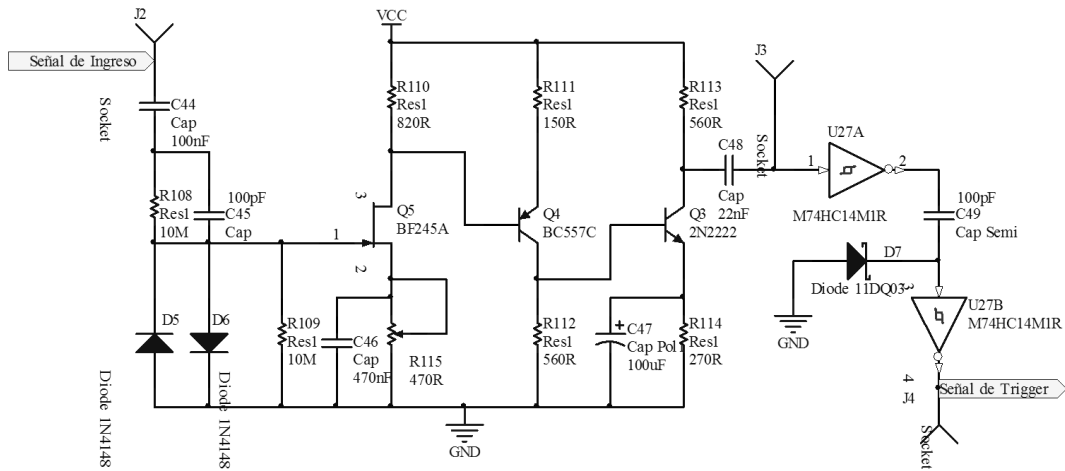 J2
Señal de Ingreso
Socket
C44
Cap
100nF
R108
Res1
10M
100pF
C45
Cap
D5
D6
Diode 1N4148
Diode 1N4148
R109
Res1
10M
VCC
R110
Res1
820R
3
Q5
BF245A
1
2
C46
Cap
470nF
R115
470R
GND
R111
Res1
150R
Q4
BC557C
R112
Res1
560R
R113
Res1
560R
Q3
2N2222
C47
Cap Pol1
100uF
R114
Res1
270R
C48
Cap
22nF
J3
Socket
U27A
1
2
M74HC14M1R
100pF
C49
Cap Semi
D7
Diode 11DQ03
3
GND
U27B
M74HC14M1R
4
J4
Señal de Trigger
Socket